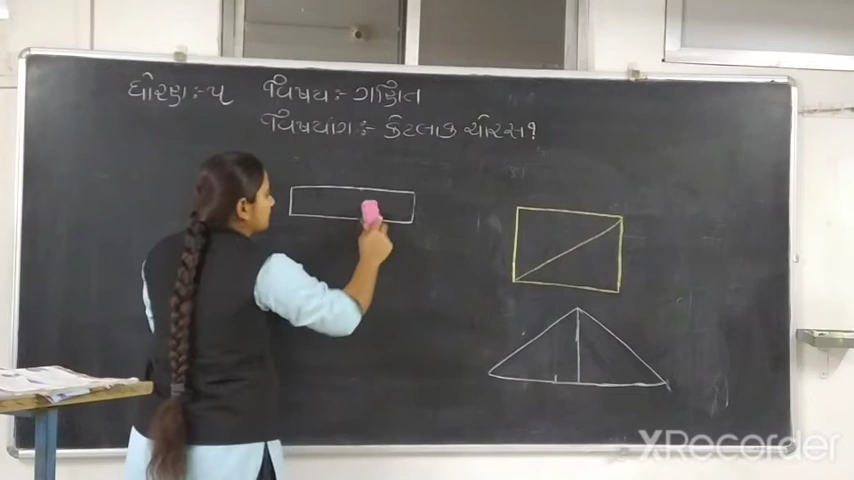 ધોરણ :- ૫ વિષય :- ગણિત
વિષયાંગ :- કેટલાક ચોરસ ?
XRecorder